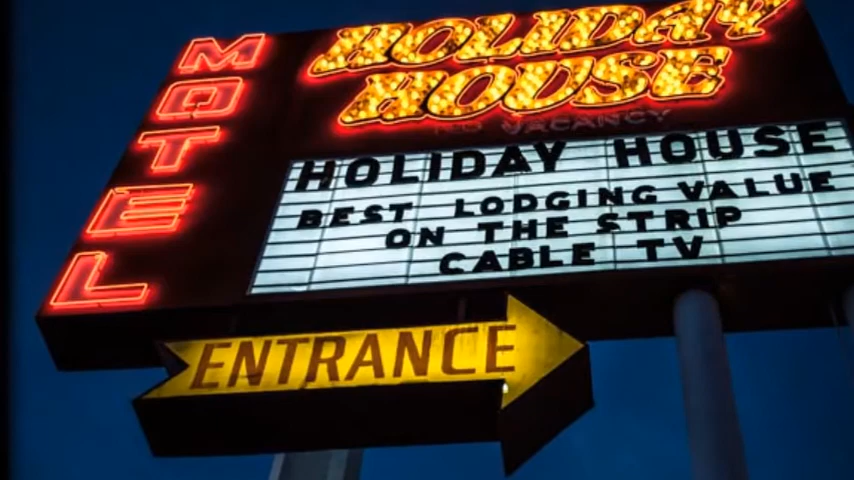 MOTEL
HOLIDAY
HOUSE
NO VACANCY
HOLIDAY HOUSE
BEST LODGING VALUE
ON THE STRIP
CABLE TV
ENTRANCE